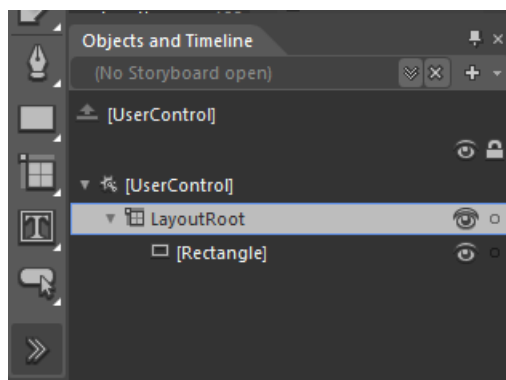 Objects and Timeline
(No Storyboard open)
[UserControl]
[UserControl]
LayoutRoot
[Rectangle]